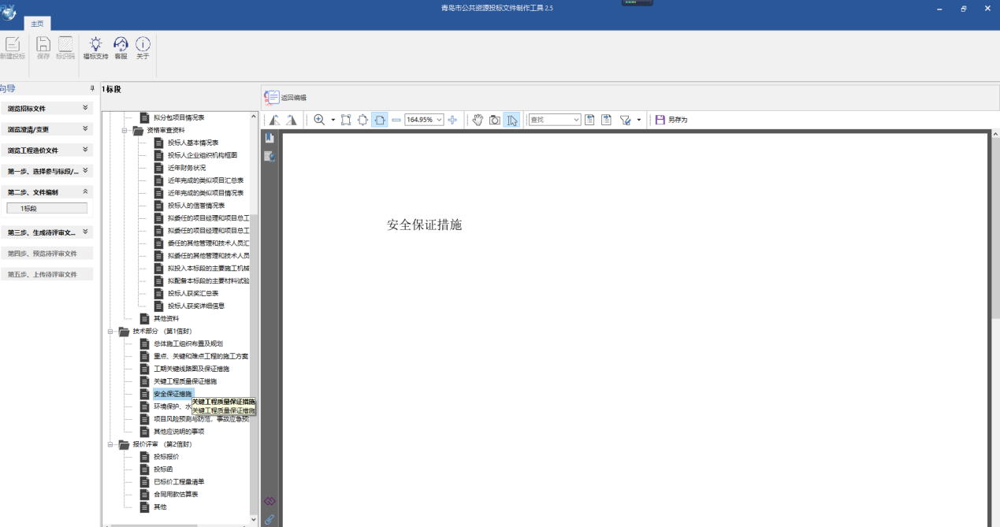 青岛市公共资源投标文件制作工具 2.5
主页
新建投标
保存
标识码
播标支持
客服
关于
向导
1标段
浏览招标文件
浏览澄清/变更
浏览工程造价文件
第一步、选择参与标段/...
第二步、文件编制
1标段
第三步、生成待评审文...
第四步、预览待评审文件
第五步、上传待评审文件
返回编辑
164.95%
查找
另存为
拟分包项目情况表
资格审查资料
投标人基本情况表
投标人企业组织机构框图
近年财务状况
近年完成的类似项目汇总表
近年完成的类似项目情况表
投标人的信誉情况表
拟委任的项目经理和项目总工
拟委任的项目经理和项目总工
委任的其他管理和技术人员汇
拟委任的其他管理和技术人员
拟投入本标段的主要施工机械
拟配备本标段的主要材料试验
投标人获奖汇总表
投标人获奖详细信息
其他资料
技术部分 (第1信封)
总体施工组织布置及规划
重点、关键和难点工程的施工方案
工期关键线路图及保证措施
关键工程质量保证措施
安全保证措施
关键工程质量保证措施
环境保护、水
关键工程质量保证措施
项目风险预测与防范，事故应急预
其他应说明的事项
报价评审 (第2信封)
投标报价
投标函
已标价工程量清单
合同用款估算表
其他
安全保证措施